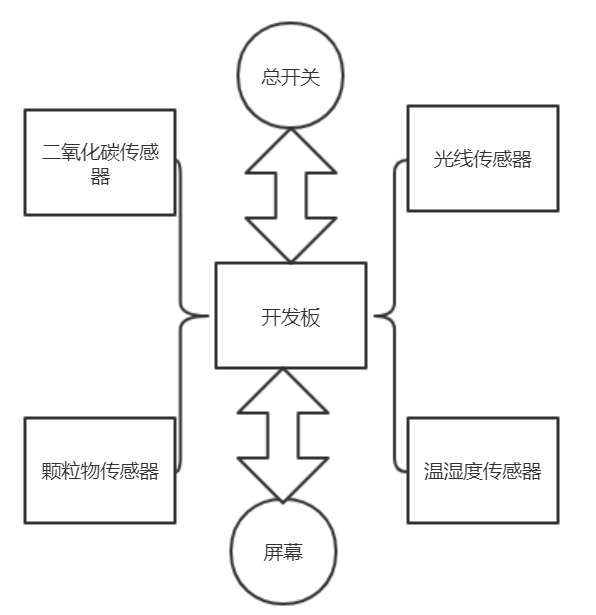 总开关
二氧化碳传感
器
光线传感器
开发板
颗粒物传感器
温湿度传感器
屏幕